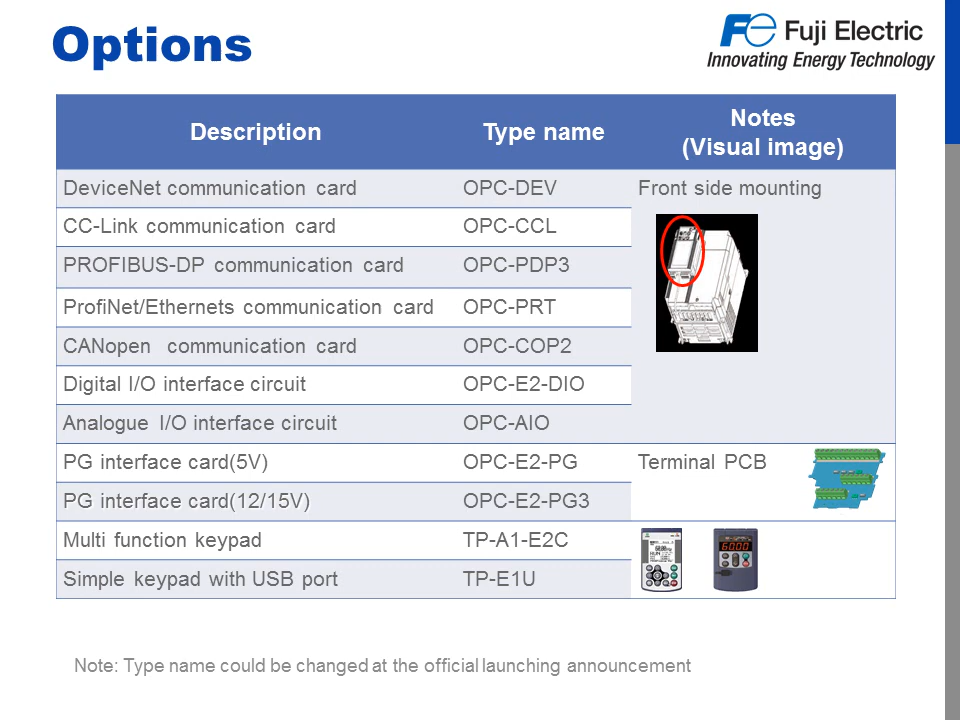 Options
Fe Fuji Electric
Innovating Energy Technology
Description Type name Notes
(Visual image)
DeviceNet communication card OPC-DEV Front side mounting
CC-Link communication card OPC-CCL
PROFIBUS-DP communication card OPC-PDP3
ProfiNet/Ethernets communication card OPC-PRT
CANopen communication card OPC-COP2
Digital I/O interface circuit OPC-E2-DIO
Analogue I/O interface circuit OPC-AIO
PG interface card(5V) OPC-E2-PG Terminal PCB
PG interface card(12/15V) OPC-E2-PG3
Multi function keypad TP-A1-E2C
60.00
Simple keypad with USB port TP-E1U
Note: Type name could be changed at the official launching announcement